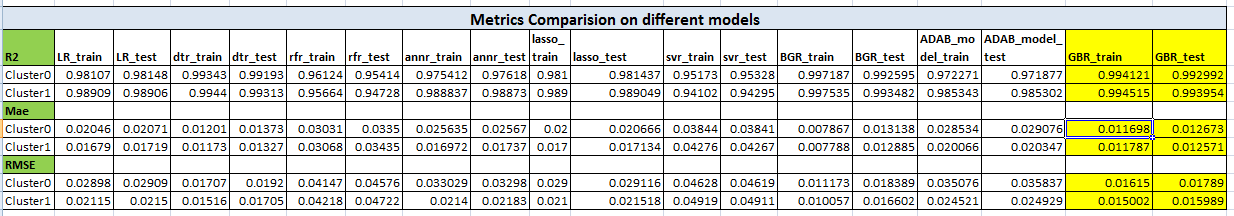 Metrics Comparision on different models
R2 LR_train LR_test dtr_train dtr_test rfr_train rfr_test annr_train annr_test lasso_train lasso_test svr_train svr_test BGR_train BGR_test ADAB_model_train ADAB_model_test GBR_train GBR_test
Cluster0 0.98107 0.98148 0.99343 0.99193 0.96124 0.95414 0.975412 0.97618 0.981 0.981437 0.95173 0.95328 0.997187 0.992595 0.972271 0.971877 0.994121 0.992992
Cluster1 0.98909 0.98906 0.9944 0.99313 0.95664 0.94728 0.988837 0.98873 0.989 0.989049 0.94102 0.94295 0.997535 0.993482 0.985343 0.985302 0.994515 0.993954
Mae
Cluster0 0.02046 0.02071 0.01201 0.01373 0.03031 0.0335 0.025635 0.02567 0.02 0.020666 0.03844 0.03841 0.007867 0.013138 0.028534 0.029076 0.011698 0.012673
Cluster1 0.01679 0.01719 0.01173 0.01327 0.03068 0.03435 0.016972 0.01737 0.017 0.017134 0.04276 0.04267 0.007788 0.012885 0.020066 0.020347 0.011787 0.012571
RMSE
Cluster0 0.02898 0.02909 0.01707 0.0192 0.04147 0.04576 0.033029 0.03298 0.029 0.029116 0.04628 0.04619 0.011173 0.018389 0.035076 0.035837 0.01615 0.01789
Cluster1 0.02115 0.0215 0.01516 0.01705 0.04218 0.04722 0.0214 0.02183 0.021 0.021518 0.04919 0.04911 0.010057 0.016602 0.024521 0.024929 0.015002 0.015989